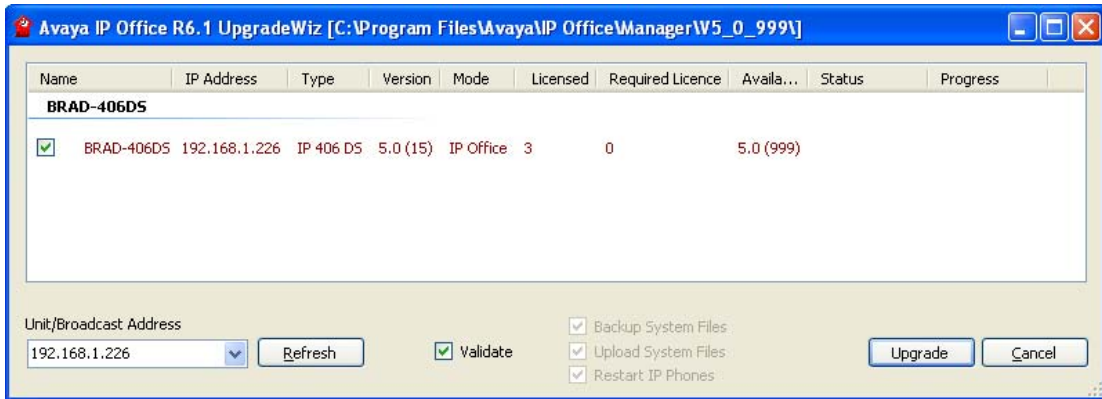 Avaya IP Office R6.1 UpgradeWiz [C:\Program Files\Avaya\IP Office\Manager\V5_0_999\]
Name IP Address Type Version Mode Licensed Required Licence Availa... Status Progress
BRAD-406DS
BRAD-406DS 192.168.1.226 IP 406 DS 5.0 (15) IP Office 3 0 5.0 (999)
Unit/Broadcast Address
192.168.1.226 Refresh Validate
Backup System Files
Upload System Files
Restart IP Phones
Upgrade Cancel